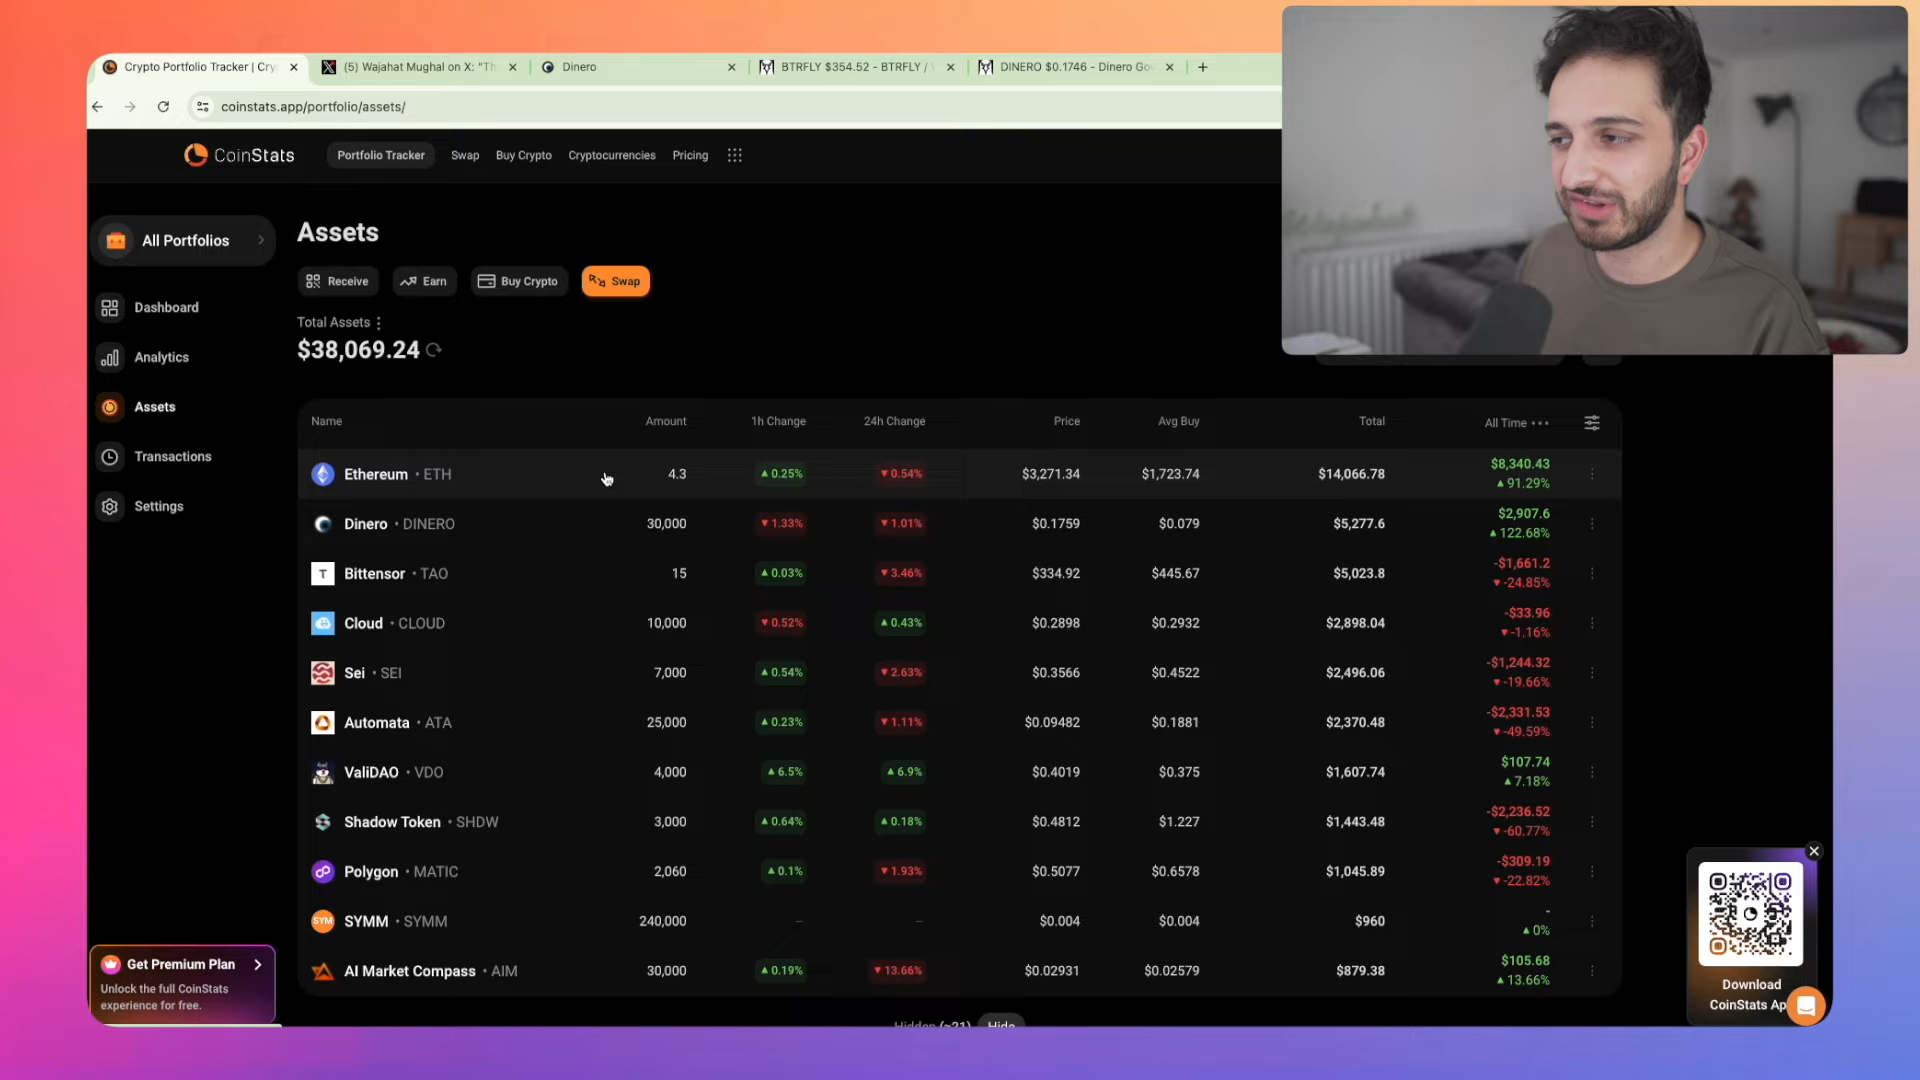 Crypto Portfolio Tracker | Cry
(5) Wajahat Mughal on X: "Th
Dinero
BTRFLY $354.52 - BTRFLY /
DINERO $0.1746 - Dinero Go
coinstats.app/portfolio/assets/
CoinStats
Portfolio Tracker
Swap
Buy Crypto
Cryptocurrencies
Pricing
All Portfolios
Dashboard
Analytics
Assets
Transactions
Settings
Assets
Receive
Earn
Buy Crypto
Swap
Total Assets
$38,069.24
Name Amount 1h Change 24h Change Price Avg Buy Total All Time
Ethereum • ETH 4.3 0.25% 0.54% $3,271.34 $1,723.74 $14,066.78 $8,340.43
91.29%
Dinero • DINERO 30,000 1.33% 1.01% $0.1759 $0.079 $5,277.6 $2,907.6
122.68%
Bittensor • TAO 15 0.03% 3.46% $334.92 $445.67 $5,023.8 -$1,661.2
-24.85%
Cloud • CLOUD 10,000 0.52% 0.43% $0.2898 $0.2932 $2,898.04 -$33.96
-1.16%
Sei • SEI 7,000 0.54% 2.63% $0.3566 $0.4522 $2,496.06 -$1,244.32
-19.66%
Automata • ATA 25,000 0.23% 1.11% $0.09482 $0.1881 $2,370.48 -$2,331.53
-49.59%
ValiDAO • VDO 4,000 6.5% 6.9% $0.4019 $0.375 $1,607.74 $107.74
7.18%
Shadow Token • SHDW 3,000 0.64% 0.18% $0.4812 $1.227 $1,443.48 -$2,236.52
-60.77%
Polygon • MATIC 2,060 0.1% 1.93% $0.5077 $0.6578 $1,045.89 -$309.19
-22.82%
SYMM • SYMM 240,000 – – $0.004 $0.004 $960 -
0%
AI Market Compass • AIM 30,000 0.19% 13.66% $0.02931 $0.02579 $879.38 $105.68
13.66%
Hidden (~21) Hide
Get Premium Plan
Unlock the full CoinStats
experience for free.
Download
CoinStats Ap